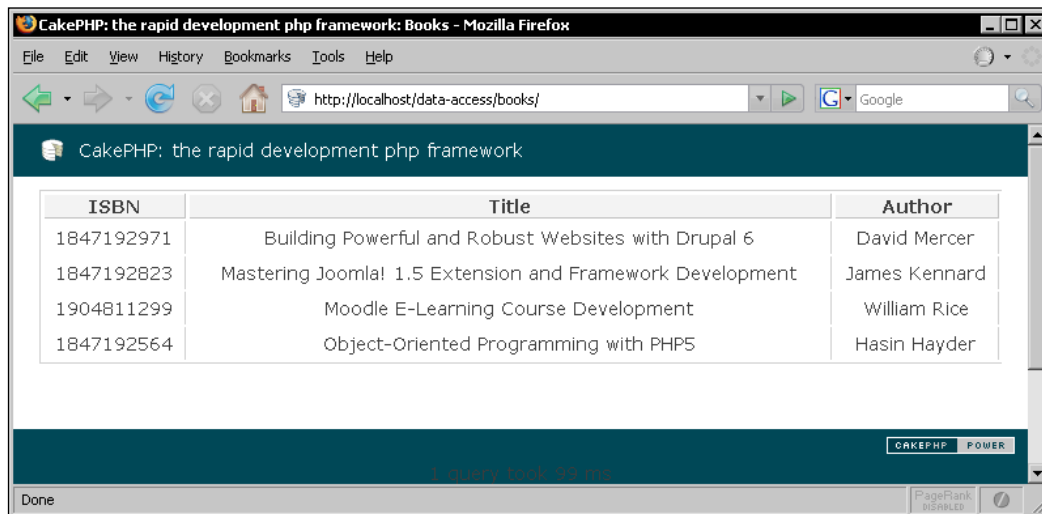 CakePHP: the rapid development php framework: Books - Mozilla Firefox
File Edit View History Bookmarks Tools Help
http://localhost/data-access/books/ G Google
CakePHP: the rapid development php framework
ISBN Title Author
1847192971 Building Powerful and Robust Websites with Drupal 6 David Mercer
1847192823 Mastering Joomla! 1.5 Extension and Framework Development James Kennard
1904811299 Moodle E-Learning Course Development William Rice
1847192564 Object-Oriented Programming with PHP5 Hasin Hayder
CAKEPHP POWER
1 query took 99 ms
Done PageRank DISABLED